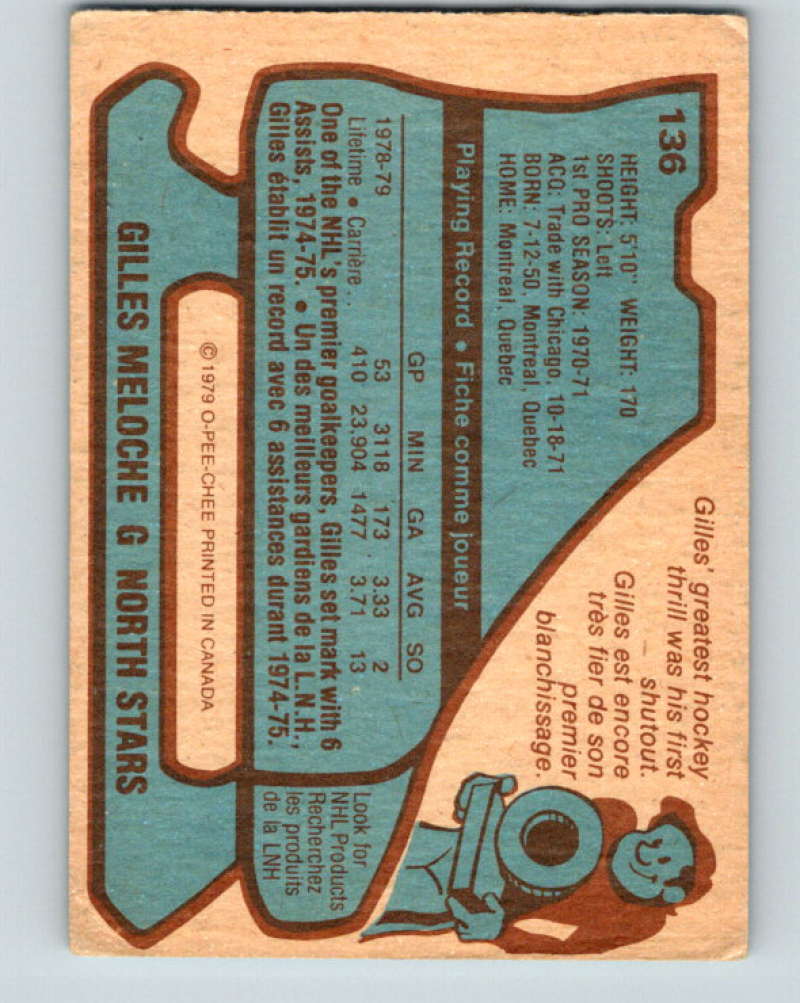 136
HEIGHT: 5'10" WEIGHT: 170
SHOOTS: Left
1st PRO SEASON: 1970-71
ACQ: Trade with Chicago, 10-18-71
BORN: 7-12-50, Montreal, Quebec
HOME: Montreal, Quebec
Gilles' greatest hockey
thrill was his first
shutout.
Gilles est encore
très fier de son
premier
blanchissage.
Playing Record • Fiche comme joueur
GP MIN GA AVG SO
1978-79 53 3118 173 3.33 2
Lifetime • Carrière .. 410 23,904 1477 3.71 13
One of the NHL's premier goalkeepers, Gilles set mark with 6
Assists, 1974-75. • Un des meilleurs gardiens de la L.N.H.,
Gilles établit un record avec 6 assistances durant 1974-75.
Look for
NHL Products
Recherchez
les produits
de la LNH
© 1979 O-PEE-CHEE PRINTED IN CANADA
GILLES MELOCHE G NORTH STARS